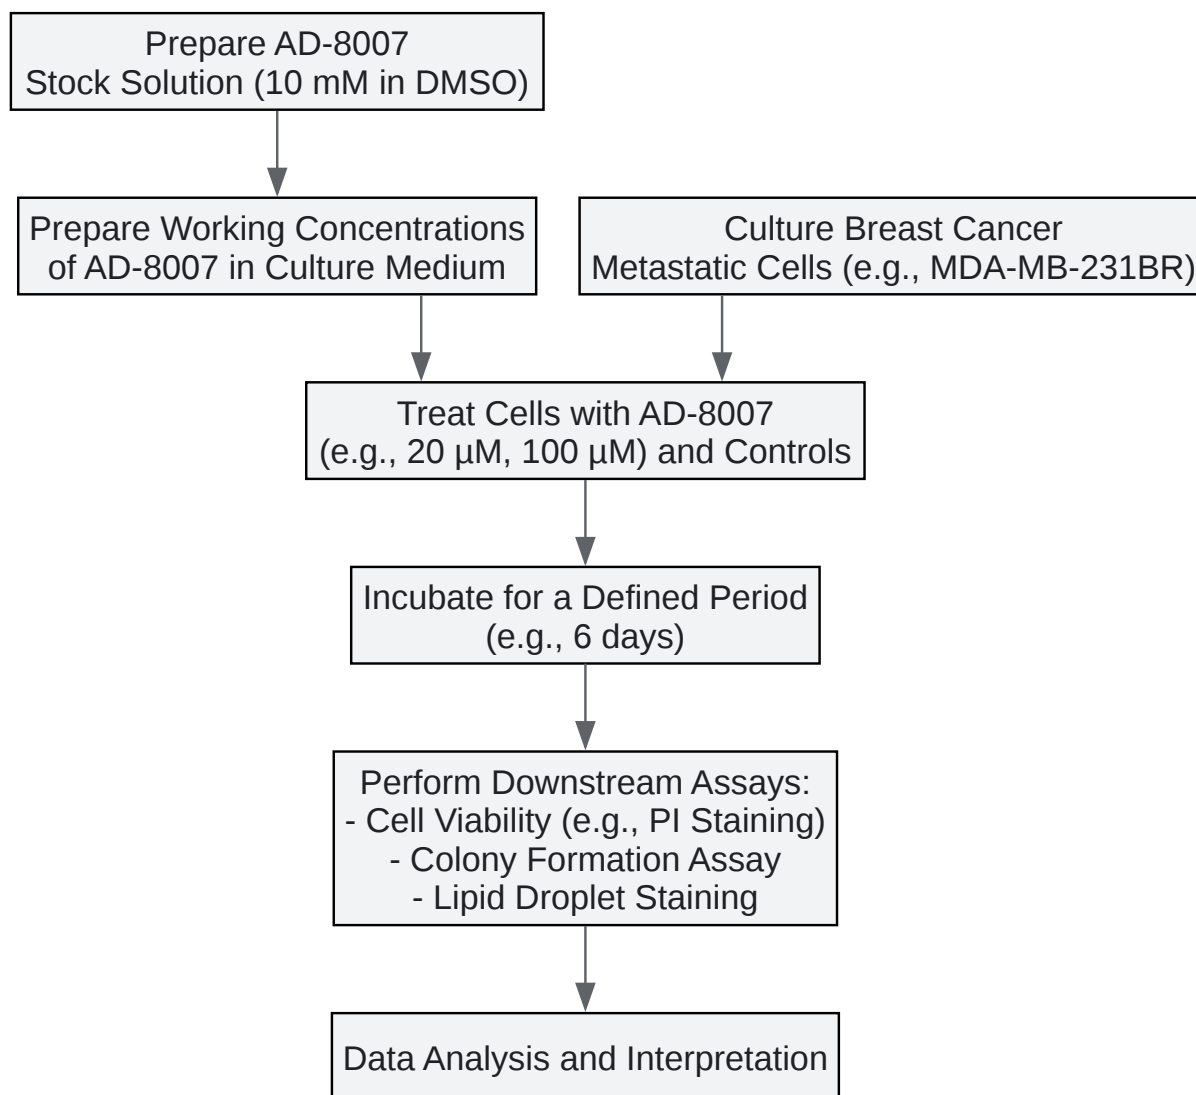 Prepare AD-8007
Stock Solution (10 mM in DMSO)
Prepare Working Concentrations
of AD-8007 in Culture Medium
Culture Breast Cancer
Metastatic Cells (e.g., MDA-MB-231BR)
Treat Cells with AD-8007
(e.g., 20 µM, 100 µM) and Controls
Incubate for a Defined Period
(e.g., 6 days)
Perform Downstream Assays:
- Cell Viability (e.g., PI Staining)
- Colony Formation Assay
- Lipid Droplet Staining
Data Analysis and Interpretation